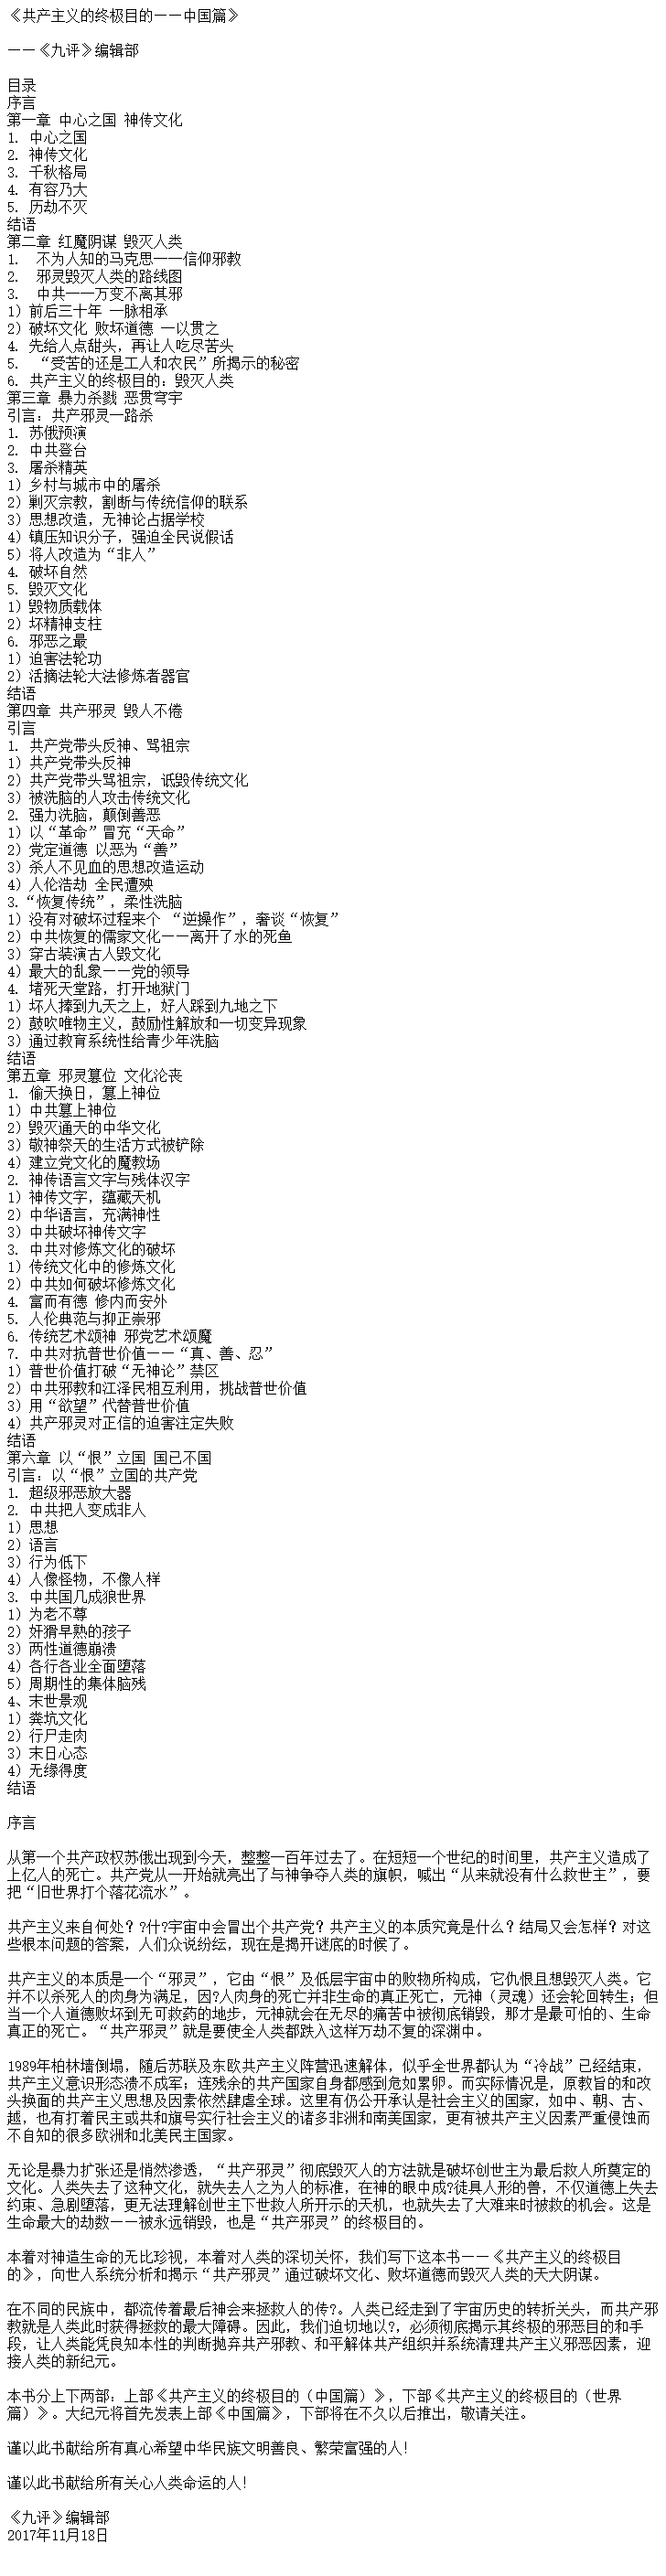 《共产主义的终极目的——中国篇》
——《九评》编辑部
目录
序言
第一章 中心之国 神传文化
1. 中心之国
2. 神传文化
3. 千秋格局
4. 有容乃大
5. 历劫不灭
结语
第二章 红魔阴谋 毁灭人类
1. 不为人知的马克思——信仰邪教
2. 邪灵毁灭人类的路线图
3. 中共——万变不离其邪
1）前后三十年 一脉相承
2）破坏文化 败坏道德 一以贯之
4. 先给人点甜头，再让人吃尽苦头
5. “受苦的还是工人和农民”所揭示的秘密
6. 共产主义的终极目的：毁灭人类
第三章 暴力杀戮 恶贯穹宇
引言：共产邪灵一路杀
1. 苏俄预演
2. 中共登台
3. 屠杀精英
1）乡村与城市中的屠杀
2）剿灭宗教，割断与传统信仰的联系
3）思想改造，无神论占据学校
4）镇压知识分子，强迫全民说假话
5）将人改造为“非人”
4. 破坏自然
5. 毁灭文化
1）毁物质载体
2）坏精神支柱
6. 邪恶之最
1）迫害法轮功
2）活摘法轮大法修炼者器官
结语
第四章 共产邪灵 毁人不倦
引言
1. 共产党带头反神、骂祖宗
1）共产党带头反神
2）共产党带头骂祖宗，诋毁传统文化
3）被洗脑的人攻击传统文化
2. 强力洗脑，颠倒善恶
1）以“革命”冒充“天命”
2）党定道德 以恶为“善”
3）杀人不见血的思想改造运动
4）人伦浩劫 全民遭殃
3.“恢复传统”，柔性洗脑
1）没有对破坏过程来个 “逆操作”，奢谈“恢复”
2）中共恢复的儒家文化——离开了水的死鱼
3）穿古装演古人毁文化
4）最大的乱象——党的领导
4. 堵死天堂路，打开地狱门
1）坏人捧到九天之上，好人踩到九地之下
2）鼓吹唯物主义，鼓励性解放和一切变异现象
3）通过教育系统性给青少年洗脑
结语
第五章 邪灵篡位 文化沦丧
1. 偷天换日，篡上神位
1）中共篡上神位
2）毁灭通天的中华文化
3）敬神祭天的生活方式被铲除
4）建立党文化的魔教场
2. 神传语言文字与残体汉字
1）神传文字，蕴藏天机
2）中华语言，充满神性
3）中共破坏神传文字
3. 中共对修炼文化的破坏
1）传统文化中的修炼文化
2）中共如何破坏修炼文化
4. 富而有德 修内而安外
5. 人伦典范与抑正崇邪
6. 传统艺术颂神 邪党艺术颂魔
7. 中共对抗普世价值——“真、善、忍”
1）普世价值打破“无神论”禁区
2）中共邪教和江泽民相互利用，挑战普世价值
3）用“欲望”代替普世价值
4）共产邪灵对正信的迫害注定失败
结语
第六章 以“恨”立国 国已不国
引言：以“恨”立国的共产党
1. 超级邪恶放大器
2. 中共把人变成非人
1）思想
2）语言
3）行为低下
4）人像怪物，不像人样
3. 中共国几成狼世界
1）为老不尊
2）奸猾早熟的孩子
3）两性道德崩溃
4）各行各业全面堕落
5）周期性的集体脑残
4、末世景观
1）粪坑文化
2）行尸走肉
3）末日心态
4）无缘得度
结语
序言
从第一个共产政权苏俄出现到今天，整整一百年过去了。在短短一个世纪的时间里，共产主义造成了
上亿人的死亡。共产党从一开始就亮出了与神争夺人类的旗帜，喊出“从来就没有什么救世主”，要
把“旧世界打个落花流水”。
共产主义来自何处？?什?宇宙中会冒出个共产党？共产主义的本质究竟是什么？结局又会怎样？对这
些根本问题的答案，人们众说纷纭，现在是揭开谜底的时候了。
共产主义的本质是一个“邪灵”，它由“恨”及低层宇宙中的败物所构成，它仇恨且想毁灭人类。它
并不以杀死人的肉身为满足，因?人肉身的死亡并非生命的真正死亡，元神（灵魂）还会轮回转生；但
当一个人道德败坏到无可救药的地步，元神就会在无尽的痛苦中被彻底销毁，那才是最可怕的、生命
真正的死亡。“共产邪灵”就是要使全人类都跌入这样万劫不复的深渊中。
1989年柏林墙倒塌，随后苏联及东欧共产主义阵营迅速解体，似乎全世界都认为“冷战”已经结束，
共产主义意识形态溃不成军；连残余的共产国家自身都感到危如累卵。而实际情况是，原教旨的和改
头换面的共产主义思想及因素依然肆虐全球。这里有仍公开承认是社会主义的国家，如中、朝、古、
越，也有打着民主或共和旗号实行社会主义的诸多非洲和南美国家，更有被共产主义因素严重侵蚀而
不自知的很多欧洲和北美民主国家。
无论是暴力扩张还是悄然渗透，“共产邪灵”彻底毁灭人的方法就是破坏创世主为最后救人所奠定的
文化。人类失去了这种文化，就失去人之为人的标准，在神的眼中成?徒具人形的兽，不仅道德上失去
约束、急剧堕落，更无法理解创世主下世救人所开示的天机，也就失去了大难来时被救的机会。这是
生命最大的劫数——被永远销毁，也是“共产邪灵”的终极目的。
本着对神造生命的无比珍视，本着对人类的深切关怀，我们写下这本书——《共产主义的终极目
的》，向世人系统分析和揭示“共产邪灵”通过破坏文化、败坏道德而毁灭人类的天大阴谋。
在不同的民族中，都流传着最后神会来拯救人的传?。人类已经走到了宇宙历史的转折关头，而共产邪
教就是人类此时获得拯救的最大障碍。因此，我们迫切地以?，必须彻底揭示其终极的邪恶目的和手
段，让人类能凭良知本性的判断抛弃共产邪教、和平解体共产组织并系统清理共产主义邪恶因素，迎
接人类的新纪元。
本书分上下两部：上部《共产主义的终极目的（中国篇）》，下部《共产主义的终极目的（世界
篇）》。大纪元将首先发表上部《中国篇》，下部将在不久以后推出，敬请关注。
谨以此书献给所有真心希望中华民族文明善良、繁荣富强的人！
谨以此书献给所有关心人类命运的人！
《九评》编辑部
2017年11月18日